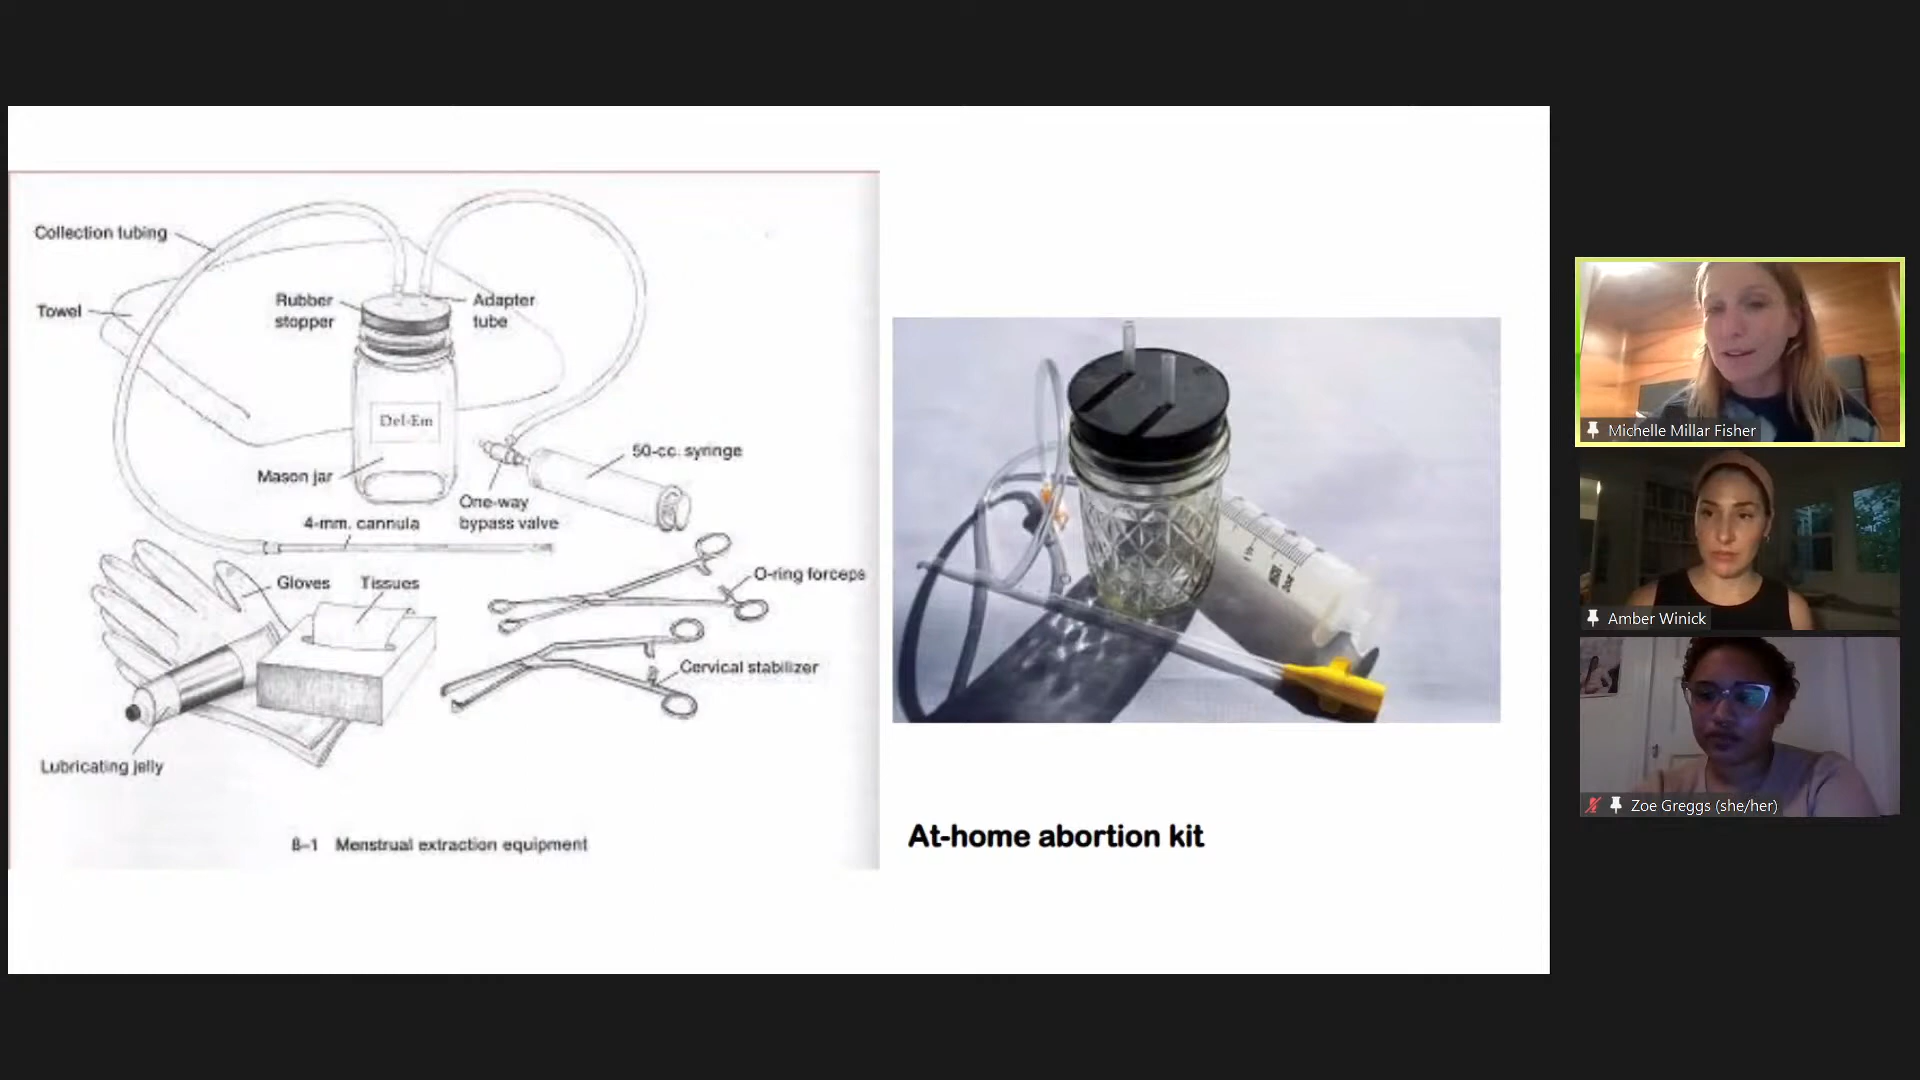 Collection tubing
Towel
Rubber
stopper
Adapter
tube
Del-Em
Mason jar
50-cc. syringe
One-way
bypass valve
4-mm. cannula
Gloves
Tissues
O-ring forceps
Cervical stabilizer
Lubricating jelly
8–1 Menstrual extraction equipment
At-home abortion kit
Michelle Millar Fisher
Amber Winick
Zoe Greggs (she/her)